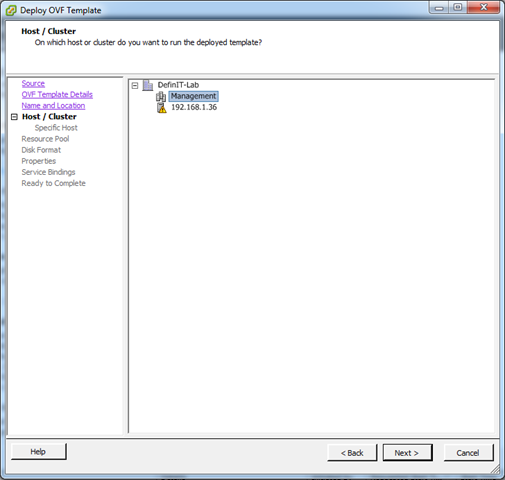 Deploy OVF Template
Host / Cluster
On which host or cluster do you want to run the deployed template?
Source
OVF Template Details
Name and Location
Host / Cluster
Specific Host
Resource Pool
Disk Format
Properties
Service Bindings
Ready to Complete
DefinIT-Lab
Management
192.168.1.36
Help
< Back
Next >
Cancel